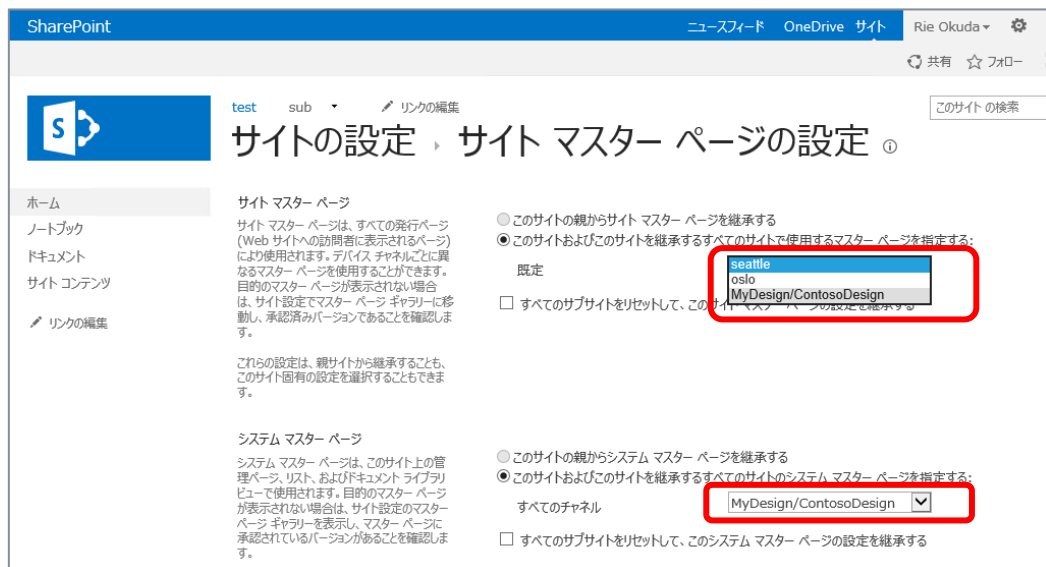 SharePoint
ニュースフィード OneDrive サイト Rie Okuda
共有 フォロー
test sub リンクの編集
このサイト の検索
サイトの設定 › サイト マスター ページの設定
ホーム
ノートブック
ドキュメント
サイト コンテンツ
リンクの編集
サイト マスター ページ
サイト マスター ページは、すべての発行ページ
(Web サイトへの訪問者に表示されるページ)
により使用されます。デバイス チャネルごとに異
なるマスター ページを使用することができます。
目的のマスター ページが表示されない場合
は、サイト設定でマスター ページ ギャラリーに移
動し、承認済みバージョンであることを確認しま
す。
これらの設定は、親サイトから継承することも、
このサイト固有の設定を選択することもできま
す。
このサイトの親からサイト マスター ページを継承する
このサイトおよびこのサイトを継承するすべてのサイトで使用するマスター ページを指定する:
既定
seattle
oslo
MyDesign/ContosoDesign
すべてのサブサイトをリセットして、このサイト マスター ページの設定を継承する
システム マスター ページ
システム マスター ページは、このサイト上の管
理ページ、リスト、およびドキュメント ライブラリ
ビューで使用されます。目的のマスター ページ
が表示されない場合は、サイト設定のマスター
ページ ギャラリーを表示し、マスター ページに
承認されているバージョンがあることを確認しま
す。
このサイトの親からシステム マスター ページを継承する
このサイトおよびこのサイトを継承するすべてのサイトのシステム マスター ページを指定する:
すべてのチャネル
MyDesign/ContosoDesign
すべてのサブサイトをリセットして、このシステム マスター ページの設定を継承する